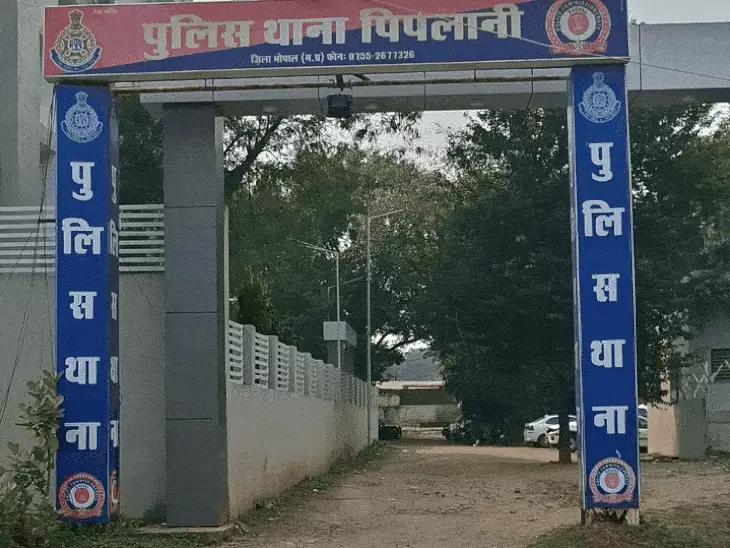 पुलिस थाना पिपलानी
ज़िला भोपाल (म.प्र) फोनः 0755-2677326
पु
लि
स
था
ना
पु
लि
स
था
ना